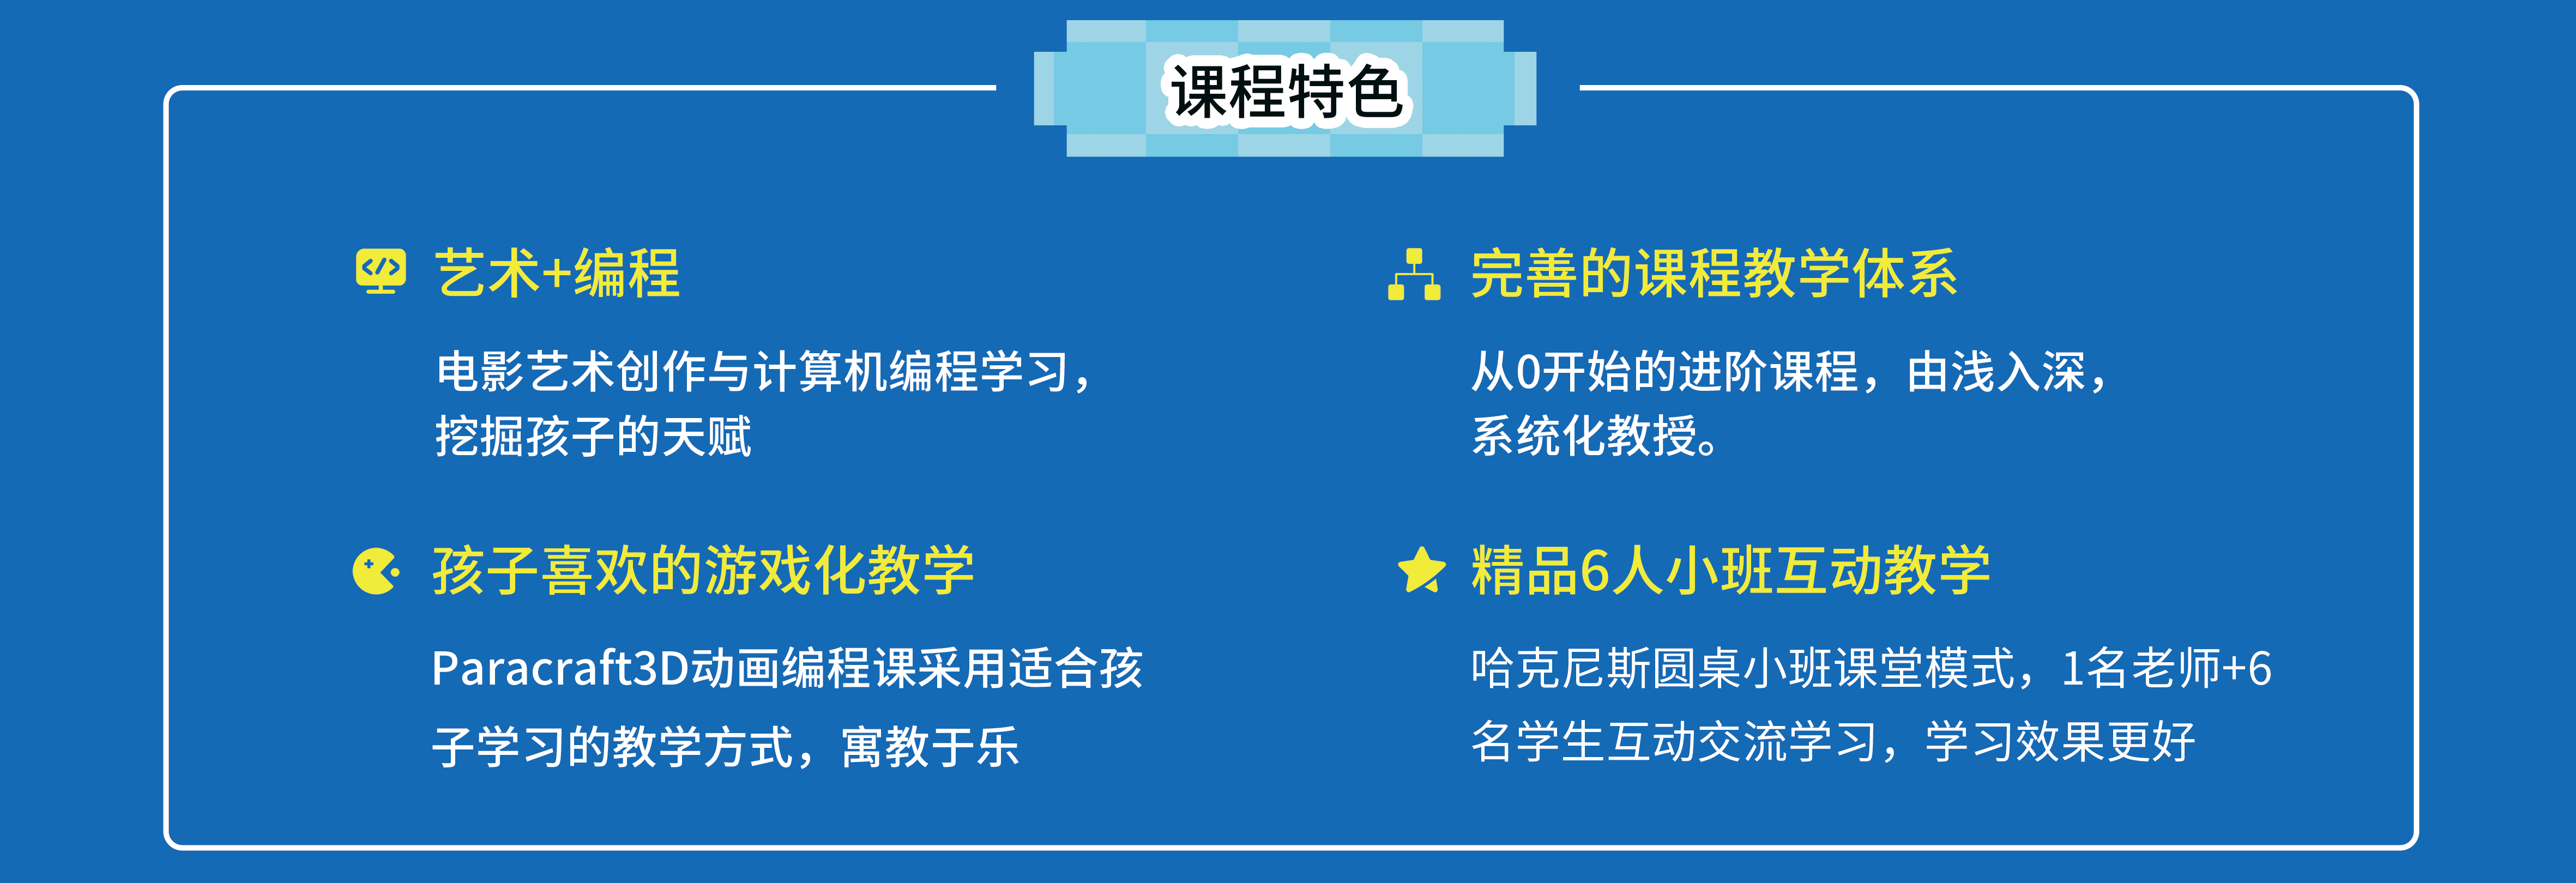 课程特色
艺术+编程
电影艺术创作与计算机编程学习，
挖掘孩子的天赋
完善的课程教学体系
从0开始的进阶课程，由浅入深，
系统化教授。
孩子喜欢的游戏化教学
Paracraft3D动画编程课采用适合孩
子学习的教学方式，寓教于乐
精品6人小班互动教学
哈克尼斯圆桌小班课堂模式，1名老师+6
名学生互动交流学习，学习效果更好